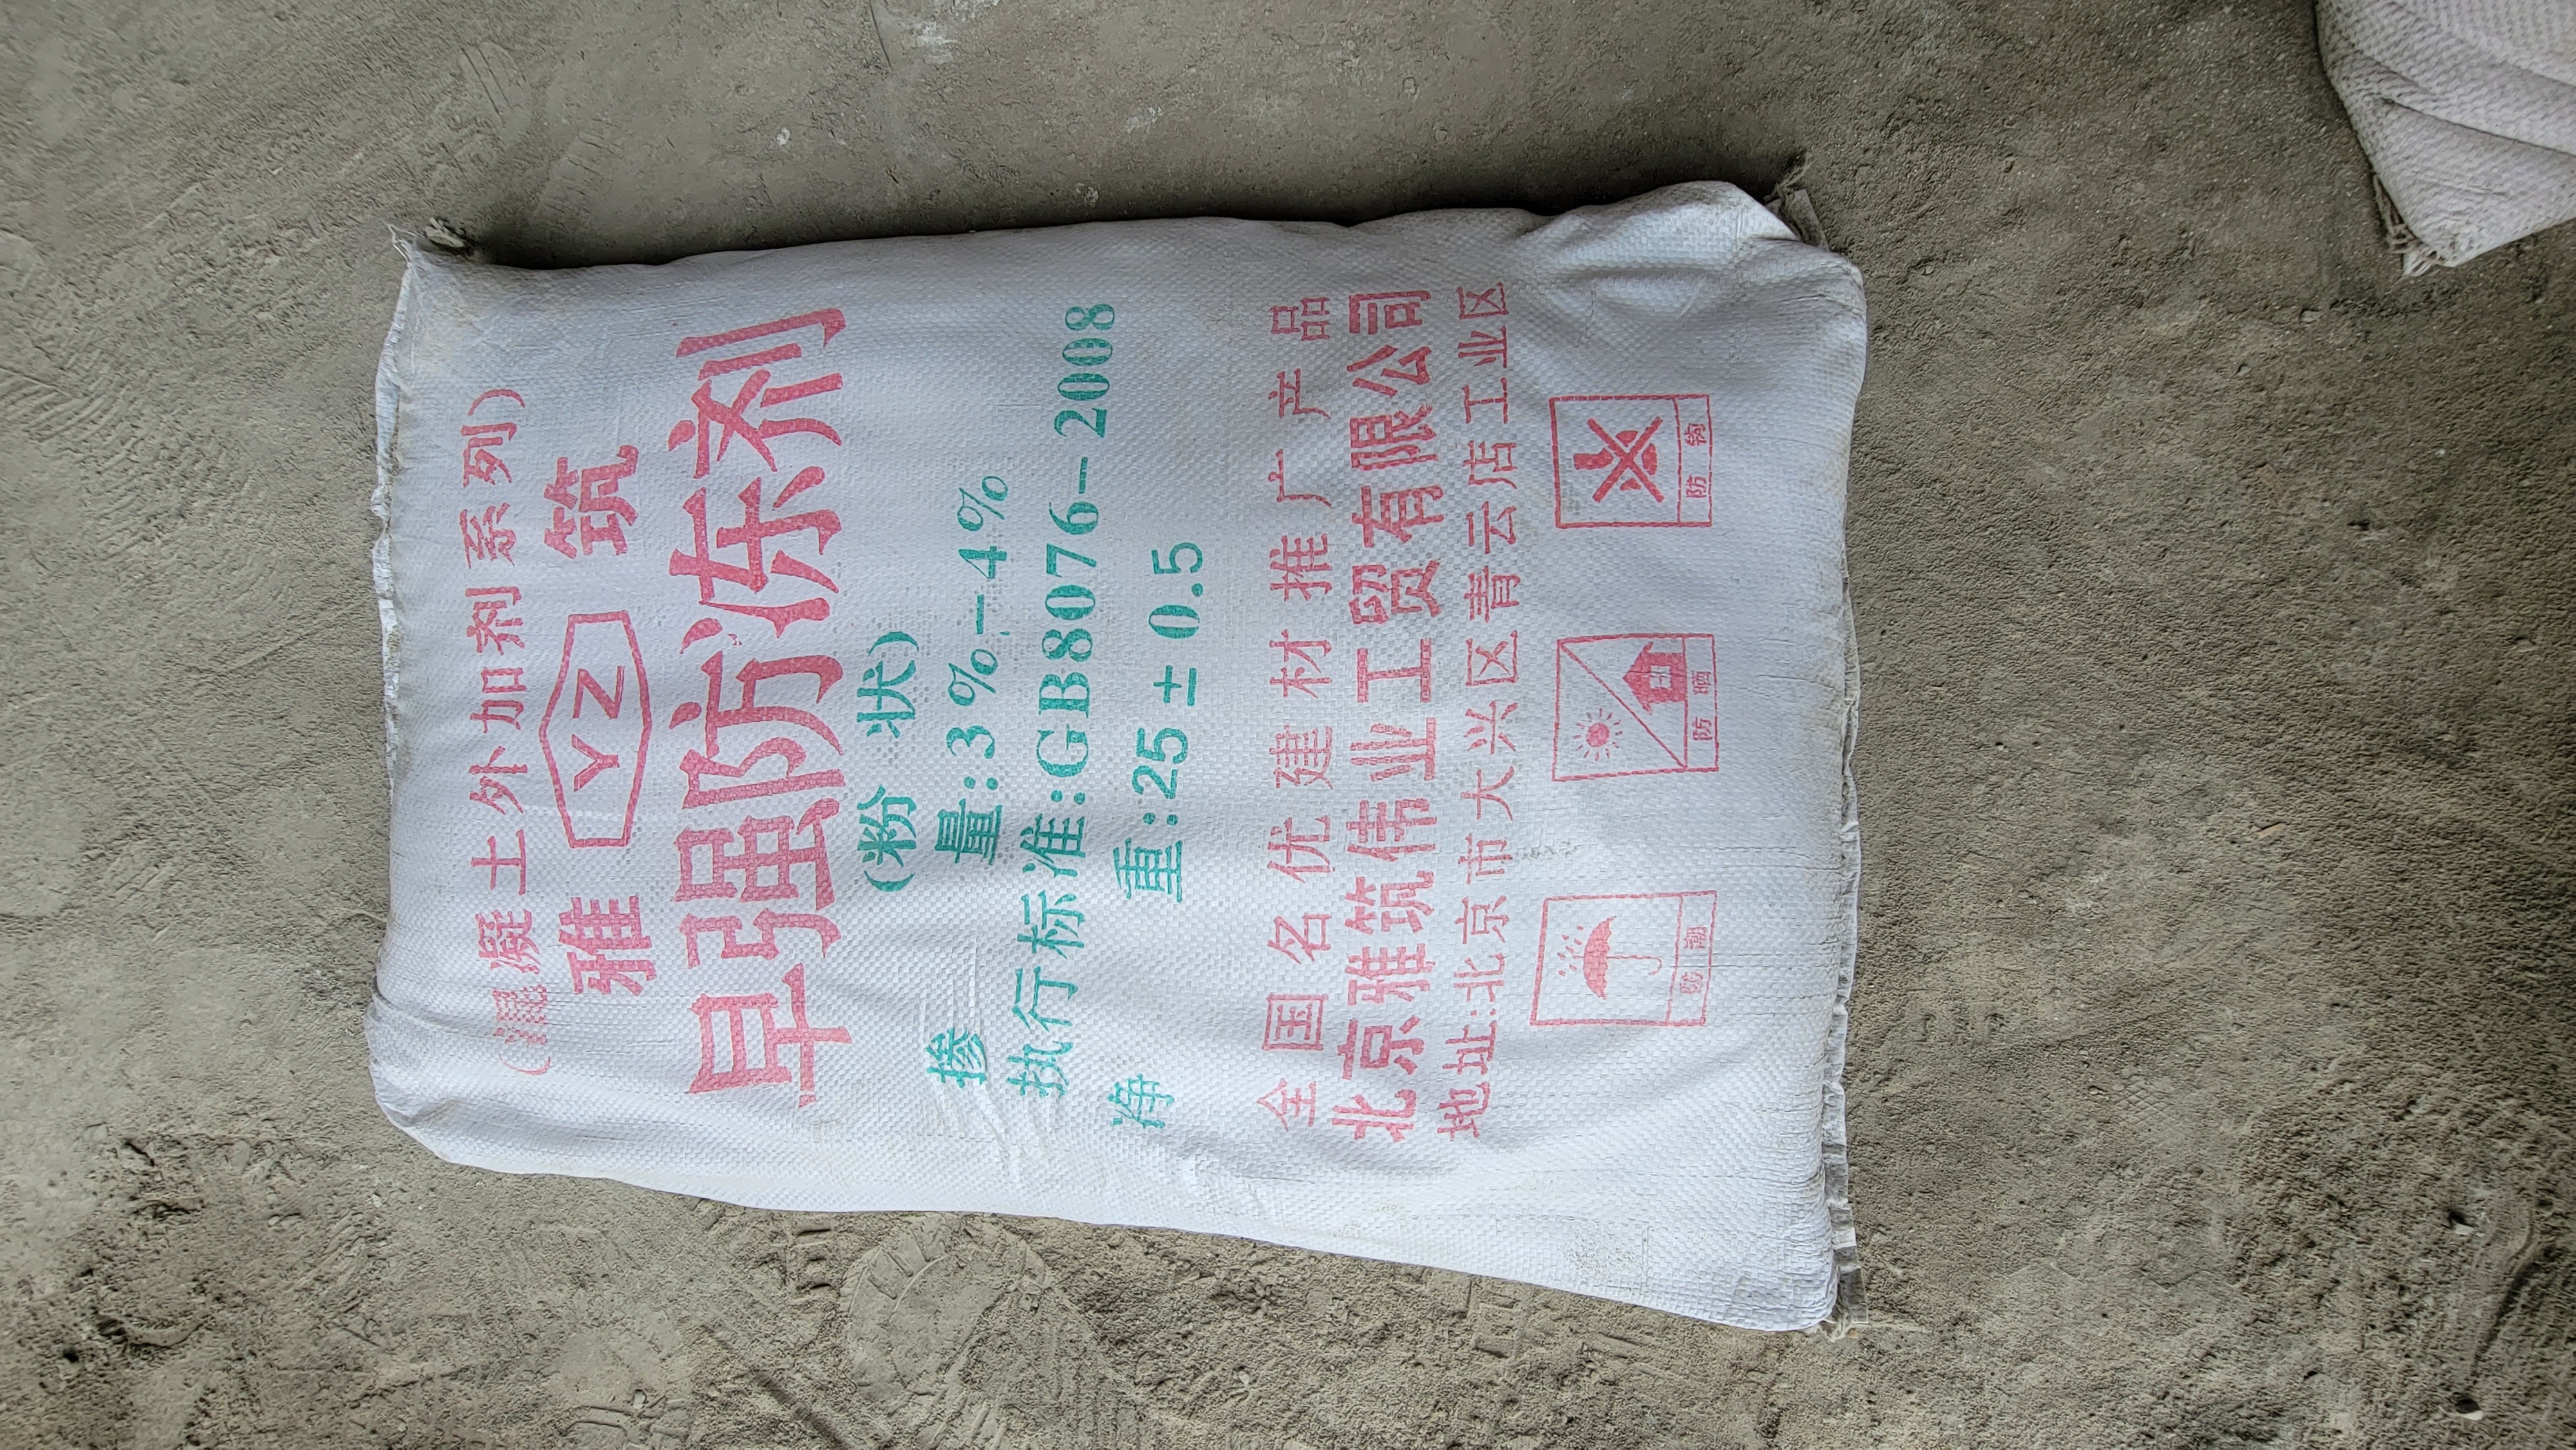 (混凝土外加剂系列)
雅 YZ 筑
早强防冻剂
(粉 状)
掺 量:3%—4%
执行标准:GB8076—2008
净 重:25±0.5
全国名优建材推广产品
北京雅筑伟业工贸有限公司
地址:北京市大兴区青云店工业区
防潮 防晒 防钩